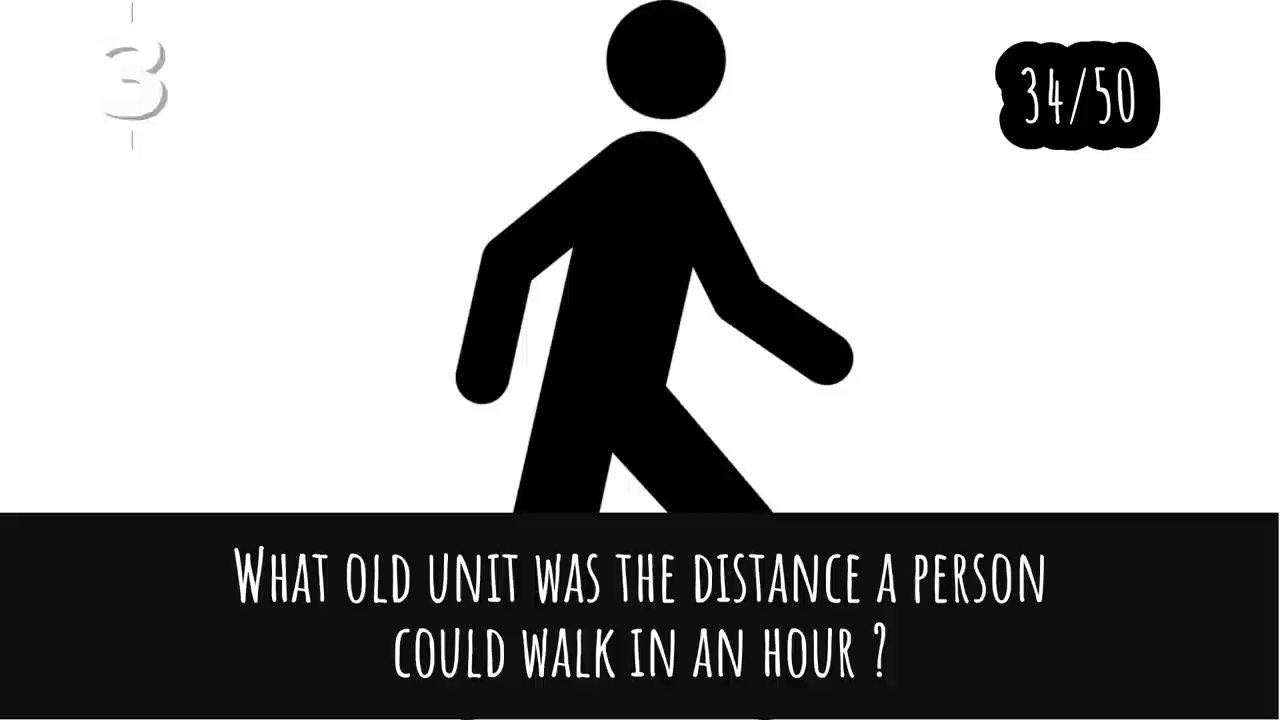 3
34/50
What old unit was the distance a person
could walk in an hour ?